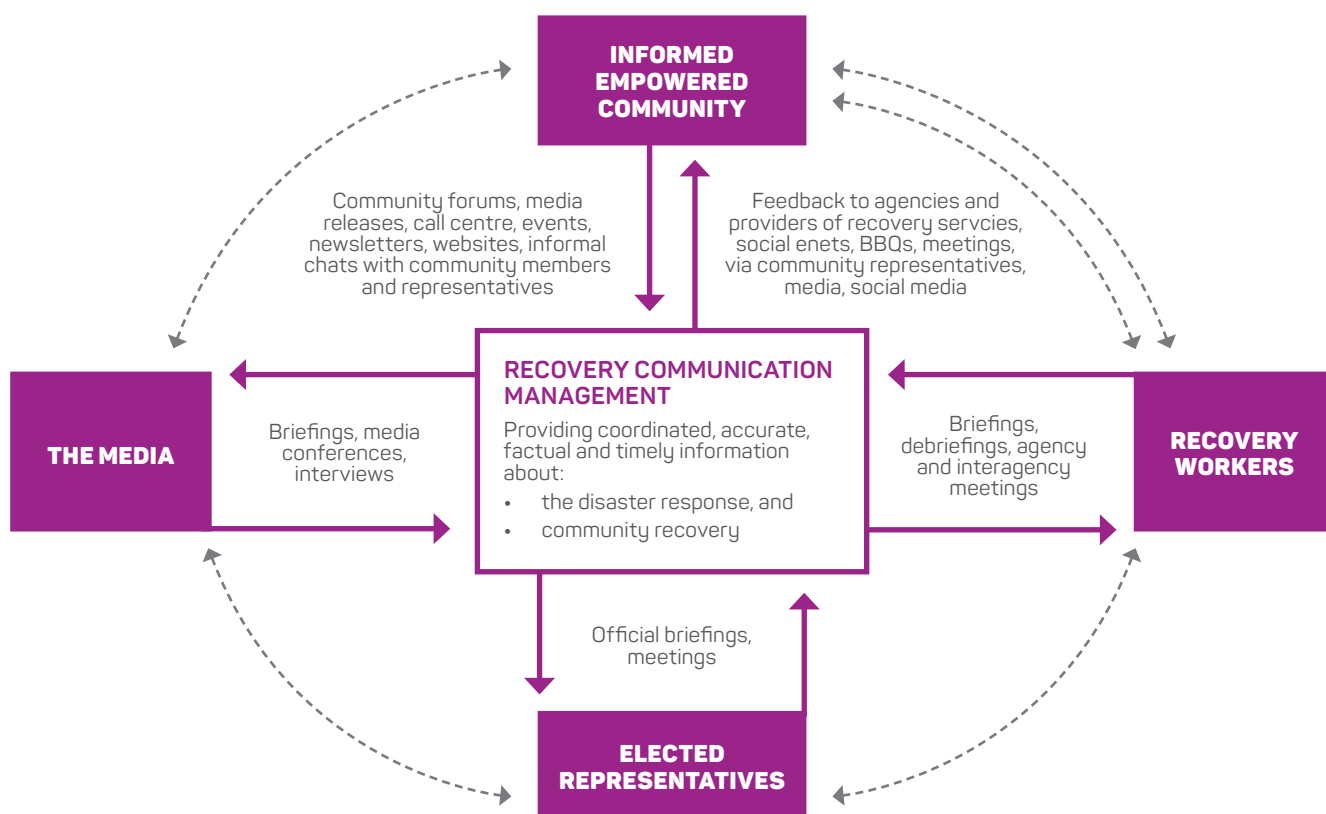 INFORMED
EMPOWERED
COMMUNITY
Community forums, media
releases, call centre, events,
newsletters, websites, informal
chats with community members
and representatives
Feedback to agencies and
providers of recovery servcies,
social enets, BBQs, meetings,
via community representatives,
media, social media
THE MEDIA
Briefings, media
conferences,
interviews
RECOVERY COMMUNICATION
MANAGEMENT
Providing coordinated, accurate,
factual and timely information
about:
• the disaster response, and
• community recovery
Briefings,
debriefings, agency
and interagency
meetings
RECOVERY
WORKERS
Official briefings,
meetings
ELECTED
REPRESENTATIVES